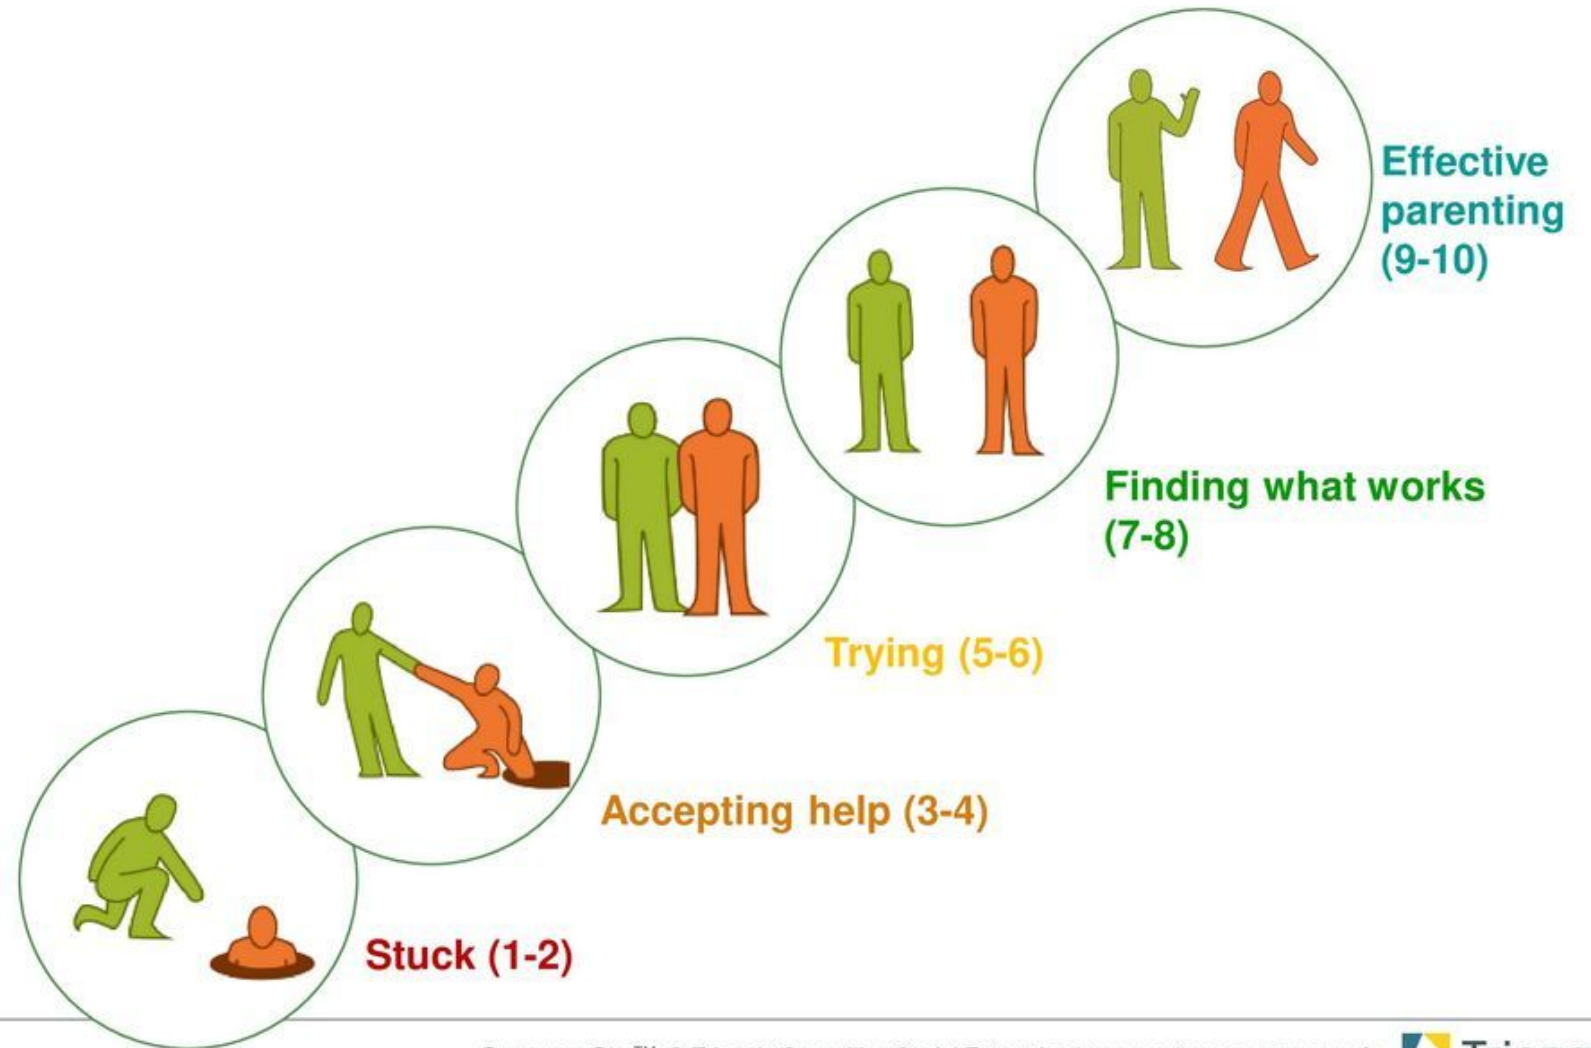 Effective
parenting
(9-10)
Finding what works
(7-8)
Trying (5-6)
Accepting help (3-4)
Stuck (1-2)